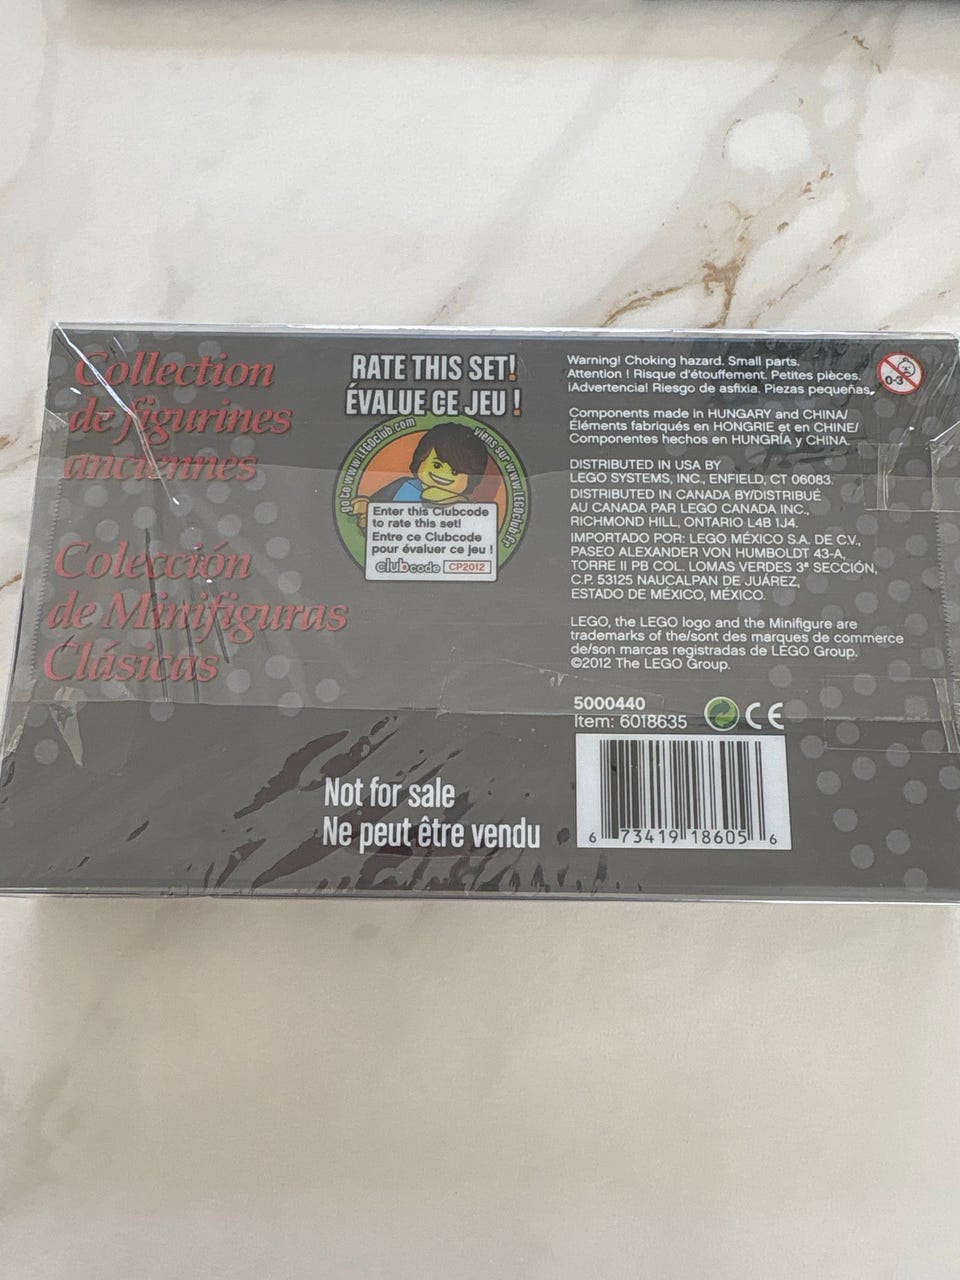 Collection
de figurines
anciennes
Colección
de Minifiguras
Clásicas
RATE THIS SET!
ÉVALUE CE JEU !
go to www.LEGOclub.com
viens sur www.LEGOclub.fr
Enter this Clubcode
to rate this set!
Entre ce Clubcode
pour évaluer ce jeu !
clubcode CP2012
Warning! Choking hazard. Small parts.
Attention ! Risque d'étouffement. Petites pièces.
¡Advertencia! Riesgo de asfixia. Piezas pequeñas.
0-3
Components made in HUNGARY and CHINA/
Éléments fabriqués en HONGRIE et en CHINE/
Componentes hechos en HUNGRÍA y CHINA.
DISTRIBUTED IN USA BY
LEGO SYSTEMS, INC., ENFIELD, CT 06083.
DISTRIBUTED IN CANADA BY/DISTRIBUÉ
AU CANADA PAR LEGO CANADA INC.,
RICHMOND HILL, ONTARIO L4B 1J4.
IMPORTADO POR: LEGO MÉXICO S.A. DE C.V.,
PASEO ALEXANDER VON HUMBOLDT 43-A,
TORRE II PB COL. LOMAS VERDES 3ª SECCIÓN,
C.P. 53125 NAUCALPAN DE JUÁREZ,
ESTADO DE MÉXICO, MÉXICO.
LEGO, the LEGO logo and the Minifigure are
trademarks of the/sont des marques de commerce
de/son marcas registradas de LEGO Group.
©2012 The LEGO Group.
5000440
Item: 6018635
CE
Not for sale
Ne peut être vendu
6 73419 18605 6